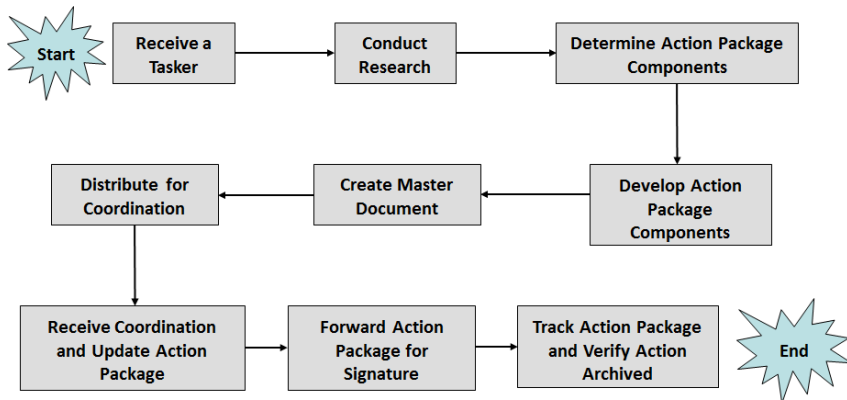 Start
Receive a
Tasker
Conduct
Research
Determine Action Package
Components
Develop Action
Package
Components
Create Master
Document
Distribute for
Coordination
Receive Coordination
and Update Action
Package
Forward Action
Package for
Signature
Track Action Package
and Verify Action
Archived
End